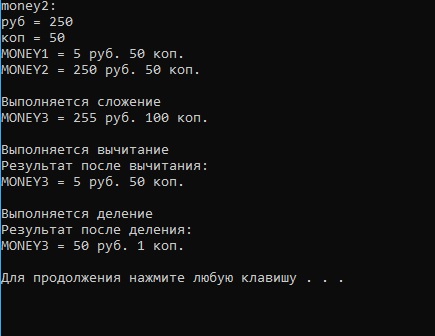 money2:
руб = 250
коп = 50
MONEY1 = 5 руб. 50 коп.
MONEY2 = 250 руб. 50 коп.
Выполняется сложение
MONEY3 = 255 руб. 100 коп.
Выполняется вычитание
Результат после вычитания:
MONEY3 = 5 руб. 50 коп.
Выполняется деление
Результат после деления:
MONEY3 = 50 руб. 1 коп.
Для продолжения нажмите любую клавишу . . .